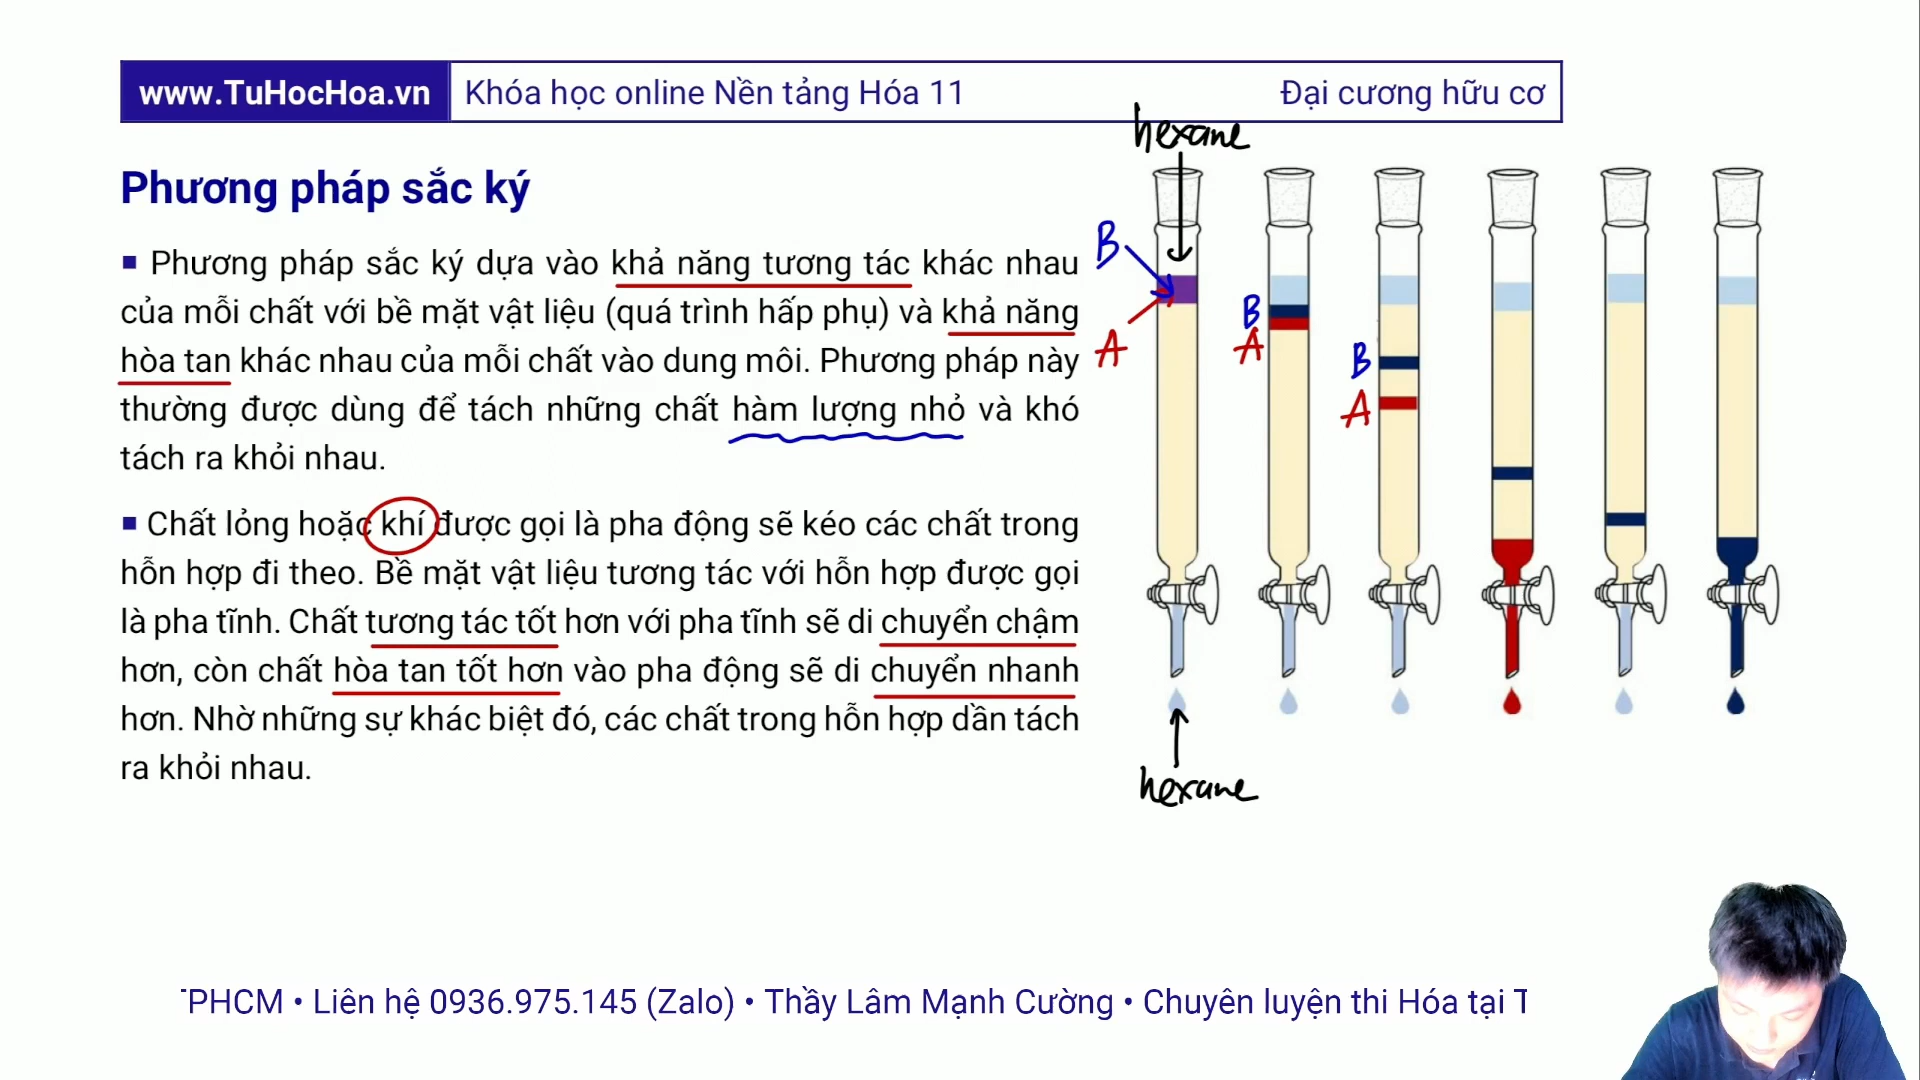 www.TuHocHoa.vn Khóa học online Nền tảng Hóa 11 Đại cương hữu cơ
hexane
Phương pháp sắc ký
▪ Phương pháp sắc ký dựa vào khả năng tương tác khác nhau
của mỗi chất với bề mặt vật liệu (quá trình hấp phụ) và khả năng
hòa tan khác nhau của mỗi chất vào dung môi. Phương pháp này
thường được dùng để tách những chất hàm lượng nhỏ và khó
tách ra khỏi nhau.
▪ Chất lỏng hoặc khí được gọi là pha động sẽ kéo các chất trong
hỗn hợp đi theo. Bề mặt vật liệu tương tác với hỗn hợp được gọi
là pha tĩnh. Chất tương tác tốt hơn với pha tĩnh sẽ di chuyển chậm
hơn, còn chất hòa tan tốt hơn vào pha động sẽ di chuyển nhanh
hơn. Nhờ những sự khác biệt đó, các chất trong hỗn hợp dần tách
ra khỏi nhau.
B
A
B
A
B
A
hexane
TPHCM • Liên hệ 0936.975.145 (Zalo) • Thầy Lâm Mạnh Cường • Chuyên luyện thi Hóa tại T